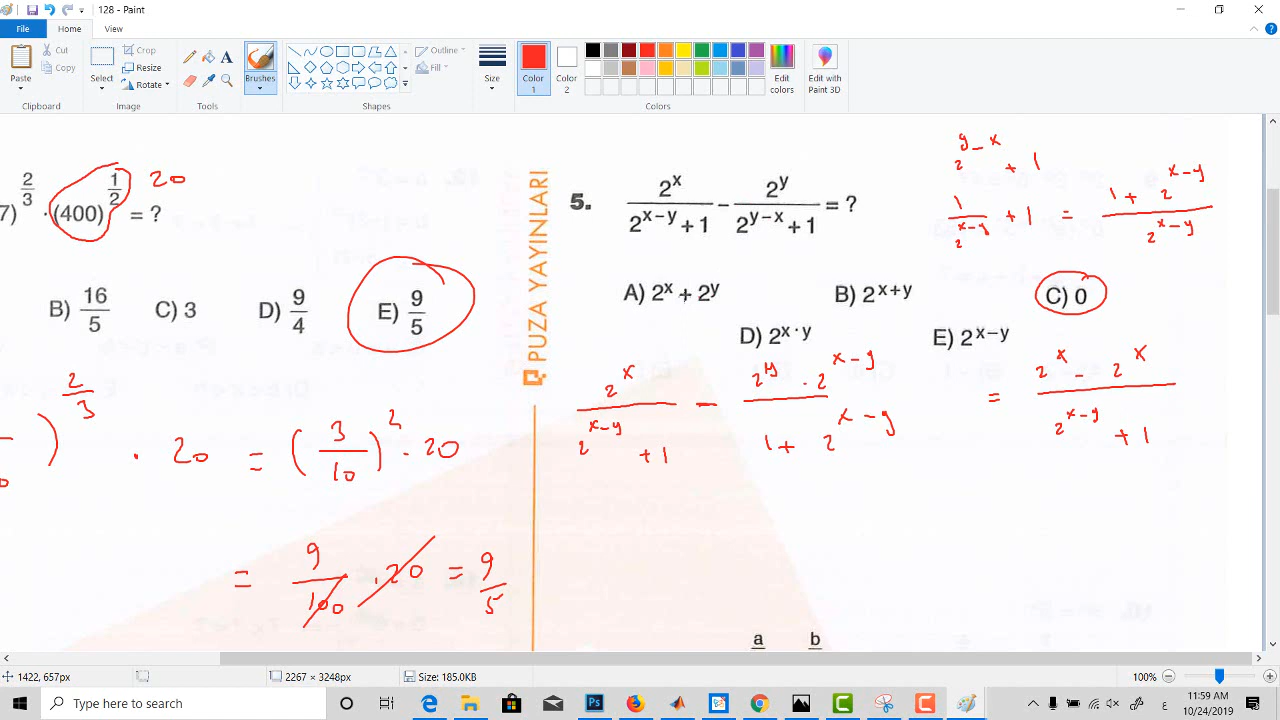 128 - Paint
File Home View
Paste Cut Copy Clipboard
Select Crop Resize Rotate Image
Tools
Brushes
Outline Fill Shapes
Size
Color 1 Color 2 Edit colors Edit with Paint 3D Colors
7)^{2/3} · (400)^{1/2} = ?
20
B) 16/5 C) 3 D) 9/4 E) 9/5
)^{2/3} · 20 = (3/10)^2 · 20
= 9/100 · 20 = 9/5
PUZA YAYINLARI
5. 2^x/(2^{x−y} + 1) − 2^y/(2^{y−x} + 1) = ?
2^{y−x} + 1
1/2^{x−y} + 1 = (1 + 2^{x−y})/2^{x−y}
A) 2^x + 2^y B) 2^{x+y} C) 0
D) 2^{x·y} E) 2^{x−y}
2^x/(2^{x−y} + 1) − (2^y · 2^{x−y})/(1 + 2^{x−y}) = (2^x − 2^x)/(2^{x−y} + 1)
a b
1422, 657px 2267 × 3248px Size: 185.0KB 100%
Type here to search
11:59 AM
10/24/2019